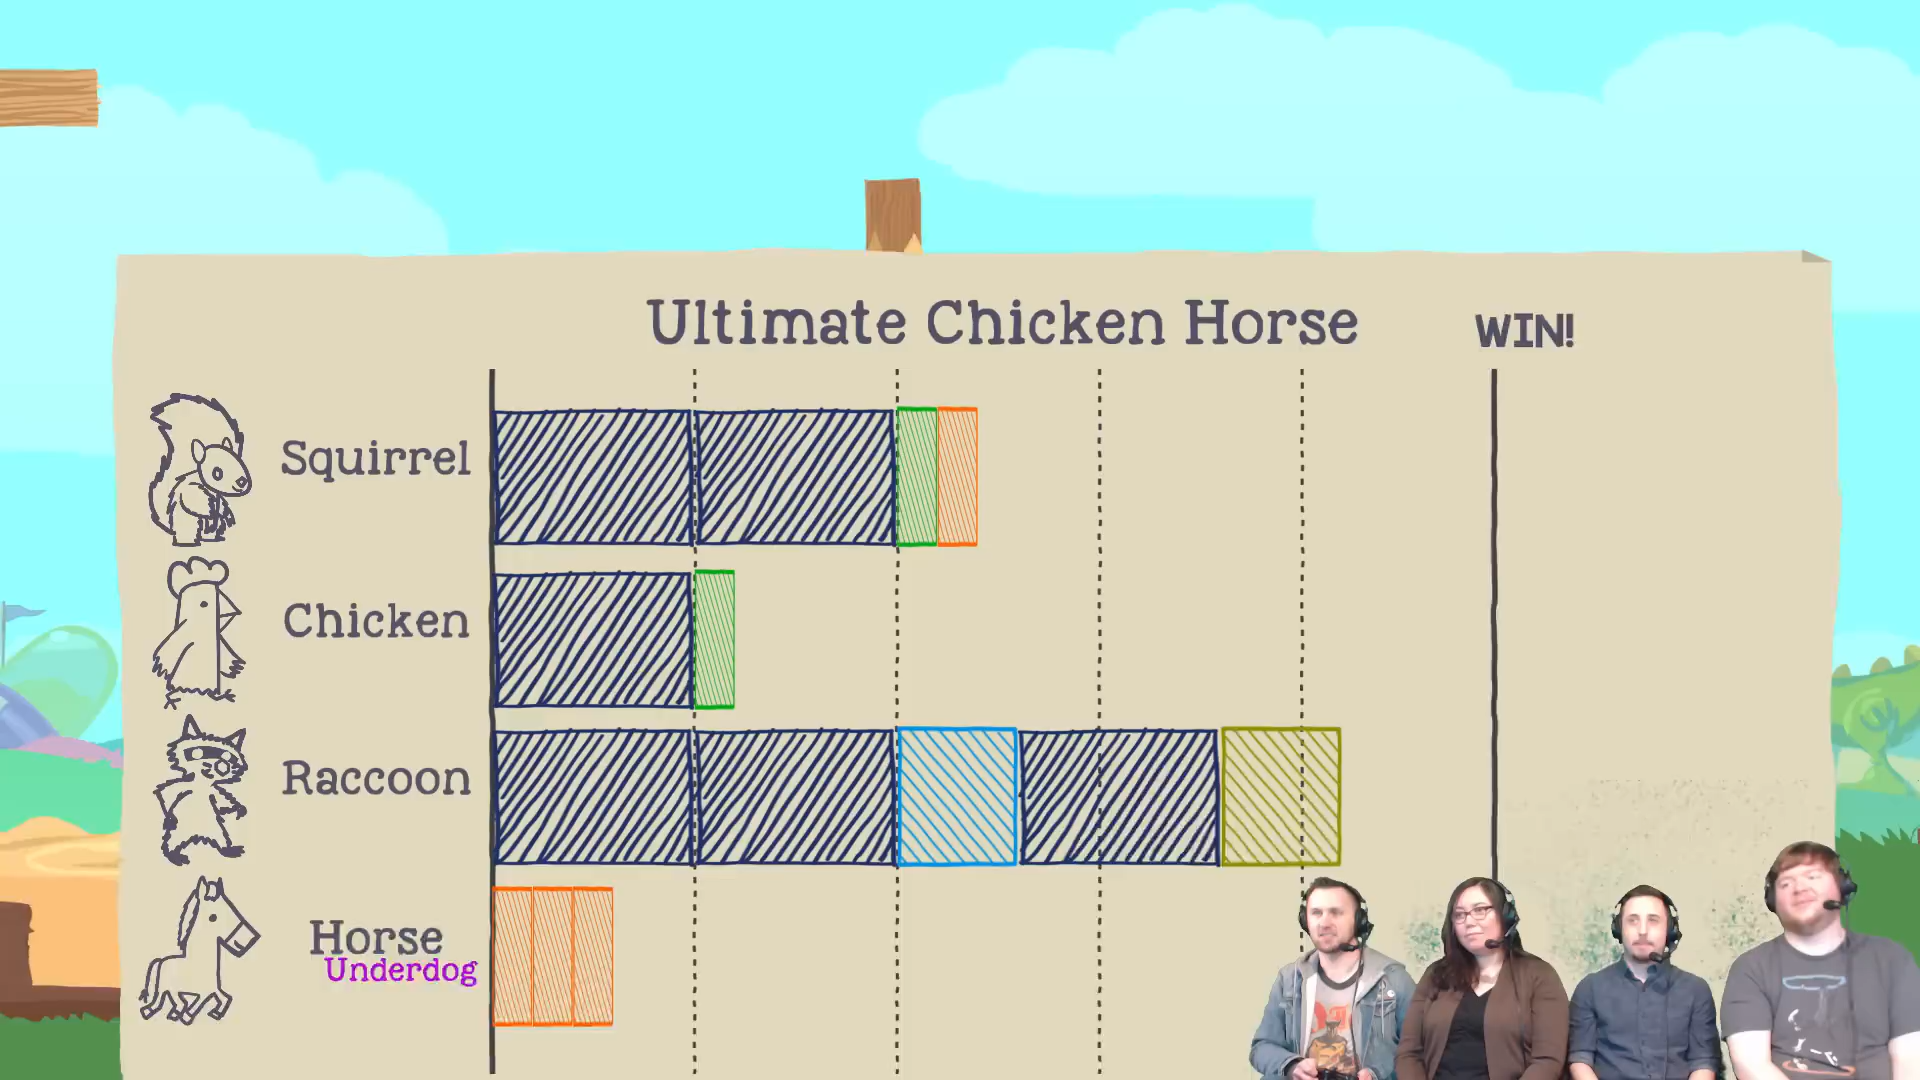 Ultimate Chicken Horse
WIN!
Squirrel
Chicken
Raccoon
Horse
Underdog